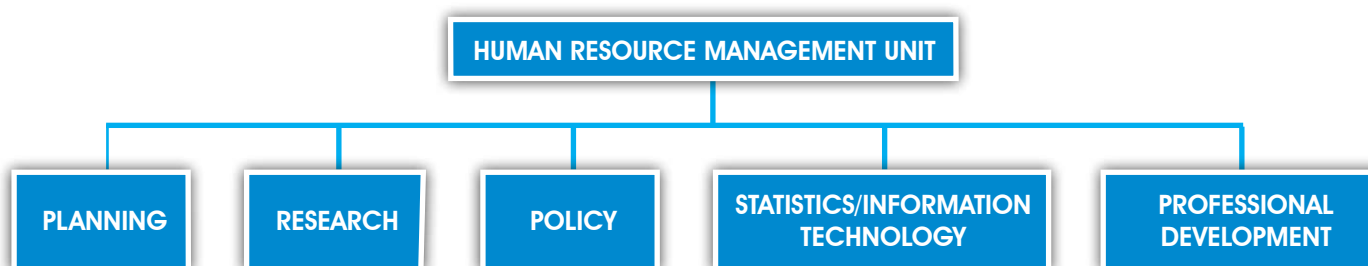 HUMAN RESOURCE MANAGEMENT UNIT
PLANNING
RESEARCH
POLICY
STATISTICS/INFORMATION
TECHNOLOGY
PROFESSIONAL
DEVELOPMENT